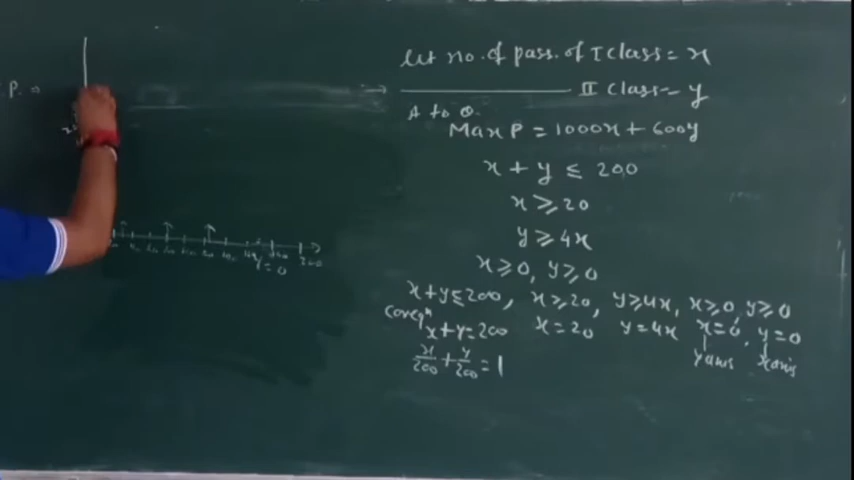 let no. of pass. of I class = x
P. ⇒
→ ———— II class = y
A to Q.
Max P = 1000x + 600y
x + y ≤ 200
x ≥ 20
y ≥ 4x
x ≥ 0, y ≥ 0
x+y ≤ 200, x ≥ 20, y ≥ 4x, x ≥ 0, y ≥ 0
x+y=200 x=20 y=4x x=0, y=0
x/200 + y/200 = 1
y axis x axis
y=0 200